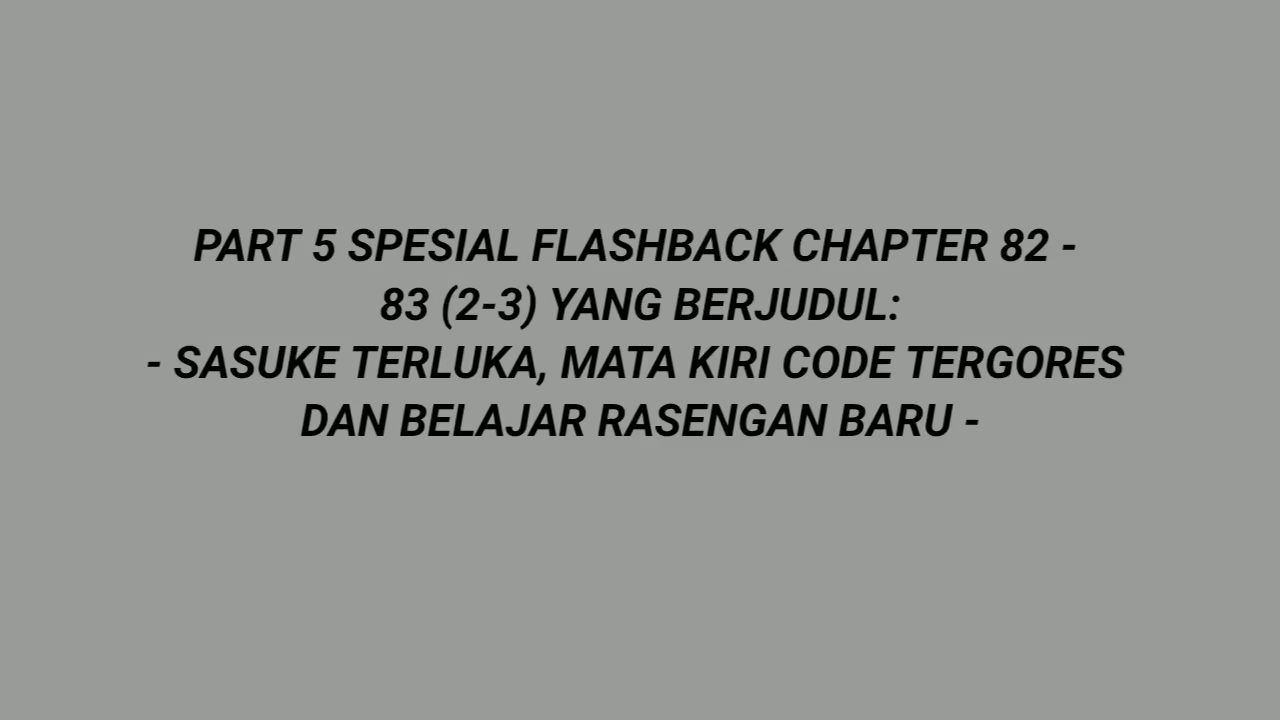 PART 5 SPESIAL FLASHBACK CHAPTER 82 -
83 (2-3) YANG BERJUDUL:
- SASUKE TERLUKA, MATA KIRI CODE TERGORES
DAN BELAJAR RASENGAN BARU -